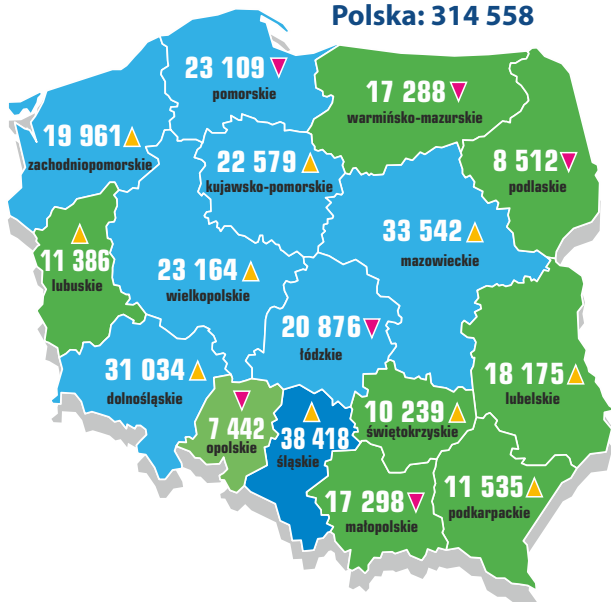 Polska: 314 558
23 109
pomorskie
17 288
warmińsko-mazurskie
19 961
zachodniopomorskie
22 579
kujawsko-pomorskie
8 512
podlaskie
11 386
lubuskie
23 164
wielkopolskie
33 542
mazowieckie
20 876
łódzkie
31 034
dolnośląskie
18 175
lubelskie
7 442
opolskie
38 418
śląskie
10 239
świętokrzyskie
17 298
małopolskie
11 535
podkarpackie